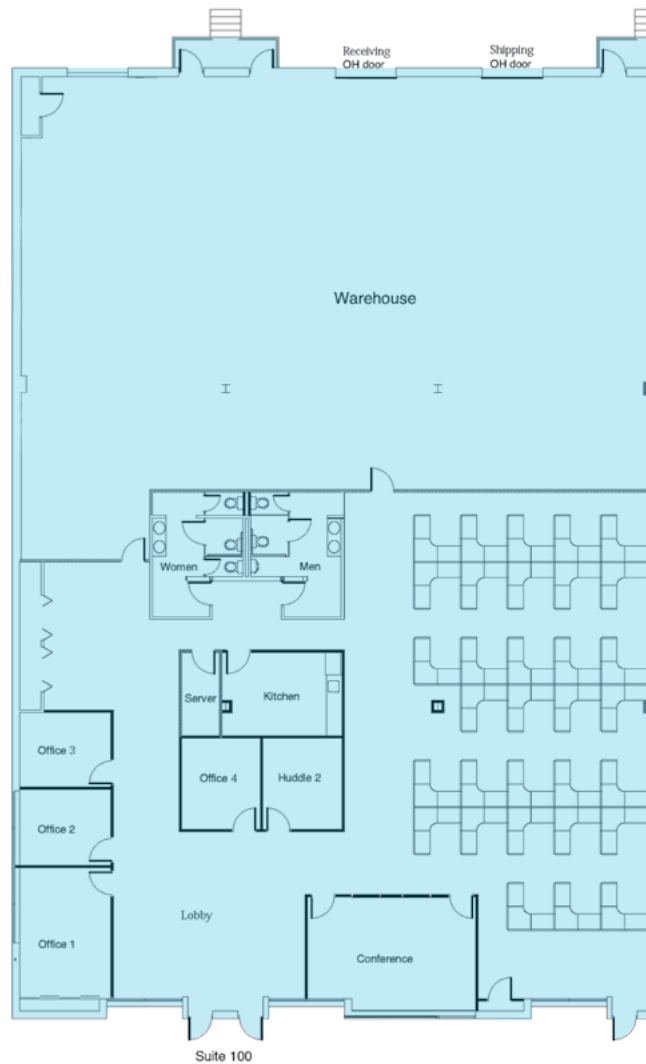 Receiving
OH door
Shipping
OH door
Warehouse
Women
Men
Server
Kitchen
Office 3
Office 4
Huddle 2
Office 2
Lobby
Office 1
Conference
Suite 100